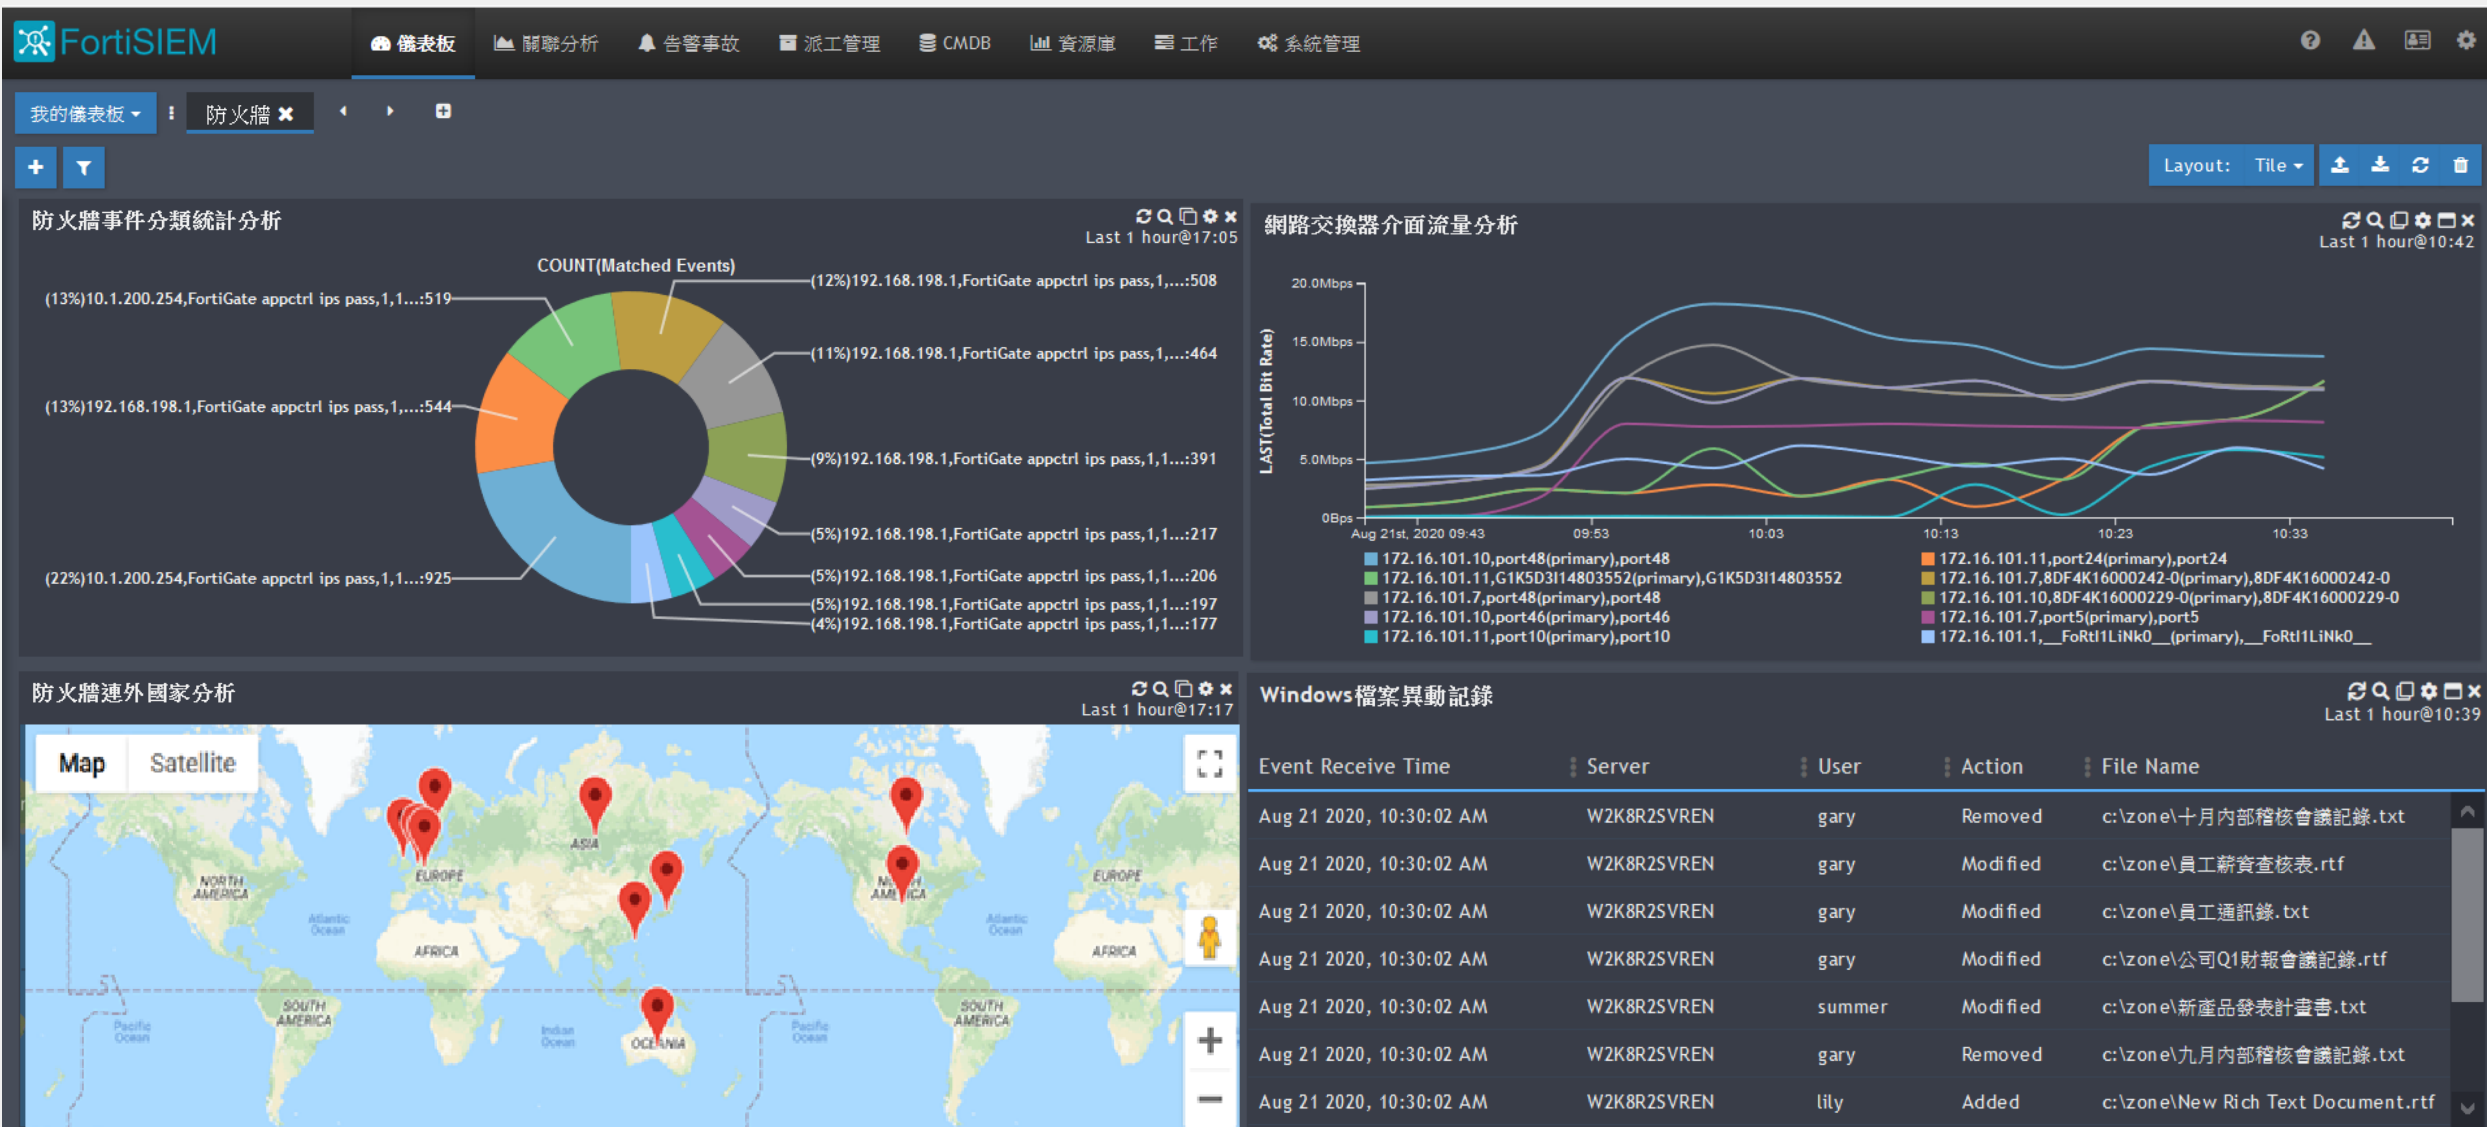 FortiSIEM
儀表板 關聯分析 告警事故 派工管理 CMDB 資源庫 工作 系統管理
我的儀表板 防火牆
Layout: Tile
防火牆事件分類統計分析
Last 1 hour@17:05
COUNT(Matched Events)
(12%)192.168.198.1,FortiGate appctrl ips pass,1,...:508
(13%)10.1.200.254,FortiGate appctrl ips pass,1,1...:519
(11%)192.168.198.1,FortiGate appctrl ips pass,1,...:464
(13%)192.168.198.1,FortiGate appctrl ips pass,1,...:544
(9%)192.168.198.1,FortiGate appctrl ips pass,1,1...:391
(5%)192.168.198.1,FortiGate appctrl ips pass,1,1...:217
(22%)10.1.200.254,FortiGate appctrl ips pass,1,1...:925
(5%)192.168.198.1,FortiGate appctrl ips pass,1,1...:206
(5%)192.168.198.1,FortiGate appctrl ips pass,1,1...:197
(4%)192.168.198.1,FortiGate appctrl ips pass,1,1...:177
網路交換器介面流量分析
Last 1 hour@10:42
LAST(Total Bit Rate)
20.0Mbps
15.0Mbps
10.0Mbps
5.0Mbps
0Bps
Aug 21st, 2020 09:43 09:53 10:03 10:13 10:23 10:33
172.16.101.10,port48(primary),port48
172.16.101.11,port24(primary),port24
172.16.101.11,G1K5D3I14803552(primary),G1K5D3I14803552
172.16.101.7,8DF4K16000242-0(primary),8DF4K16000242-0
172.16.101.7,port48(primary),port48
172.16.101.10,8DF4K16000229-0(primary),8DF4K16000229-0
172.16.101.10,port46(primary),port46
172.16.101.7,port5(primary),port5
172.16.101.11,port10(primary),port10
172.16.101.1,__FoRtI1LiNk0__(primary),__FoRtI1LiNk0__
防火牆連外國家分析
Last 1 hour@17:17
Map Satellite
ASIA
NORTH
AMERICA
EUROPE
EUROPE
AMERICA
Atlantic
Ocean
Atlantic
Ocean
AFRICA
AFRICA
SOUTH
AMERICA
SOUTH
AMERICA
Pacific
Ocean
Indian
Ocean
OCEANIA
Pacific
Ocean
Windows檔案異動記錄
Last 1 hour@10:39
Event Receive Time Server User Action File Name
Aug 21 2020, 10:30:02 AM W2K8R2SVREN gary Removed c:\zone\十月內部稽核會議記錄.txt
Aug 21 2020, 10:30:02 AM W2K8R2SVREN gary Modified c:\zone\員工薪資查核表.rtf
Aug 21 2020, 10:30:02 AM W2K8R2SVREN gary Modified c:\zone\員工通訊錄.txt
Aug 21 2020, 10:30:02 AM W2K8R2SVREN gary Modified c:\zone\公司Q1財報會議記錄.rtf
Aug 21 2020, 10:30:02 AM W2K8R2SVREN summer Modified c:\zone\新產品發表計畫書.txt
Aug 21 2020, 10:30:02 AM W2K8R2SVREN gary Removed c:\zone\九月內部稽核會議記錄.txt
Aug 21 2020, 10:30:02 AM W2K8R2SVREN lily Added c:\zone\New Rich Text Document.rtf